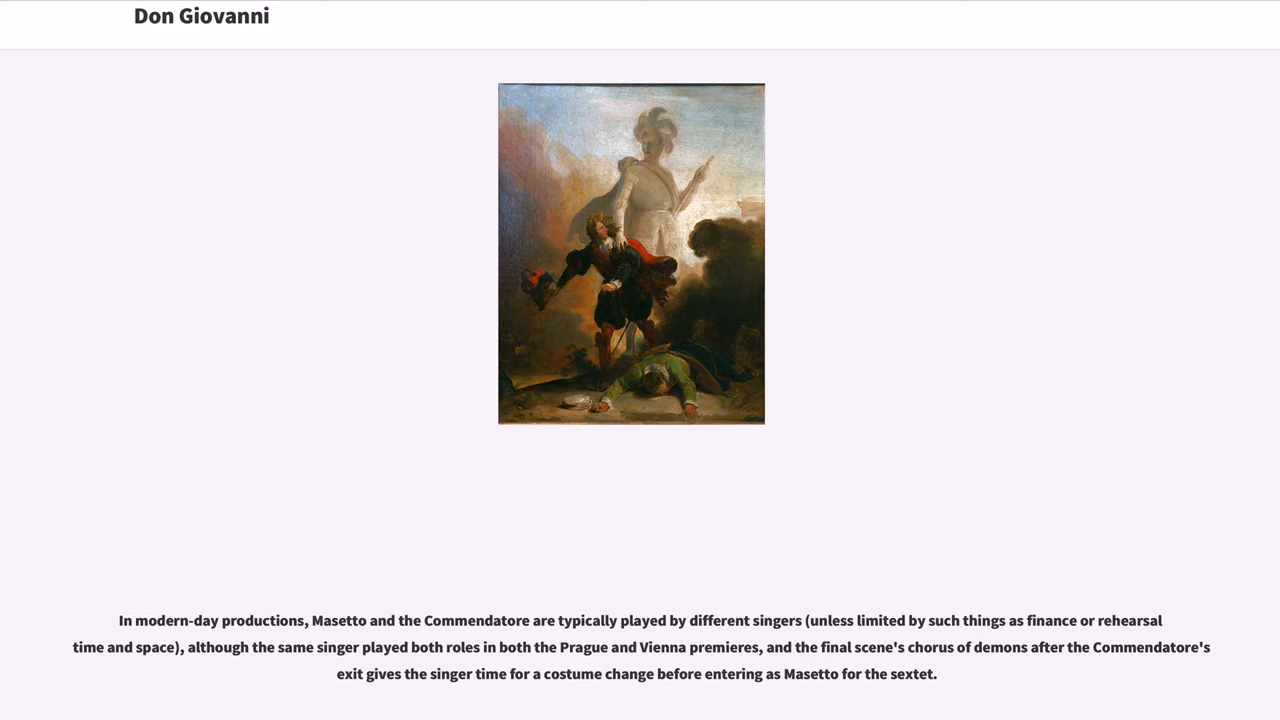 Don Giovanni
In modern-day productions, Masetto and the Commendatore are typically played by different singers (unless limited by such things as finance or rehearsal
time and space), although the same singer played both roles in both the Prague and Vienna premieres, and the final scene's chorus of demons after the Commendatore's
exit gives the singer time for a costume change before entering as Masetto for the sextet.